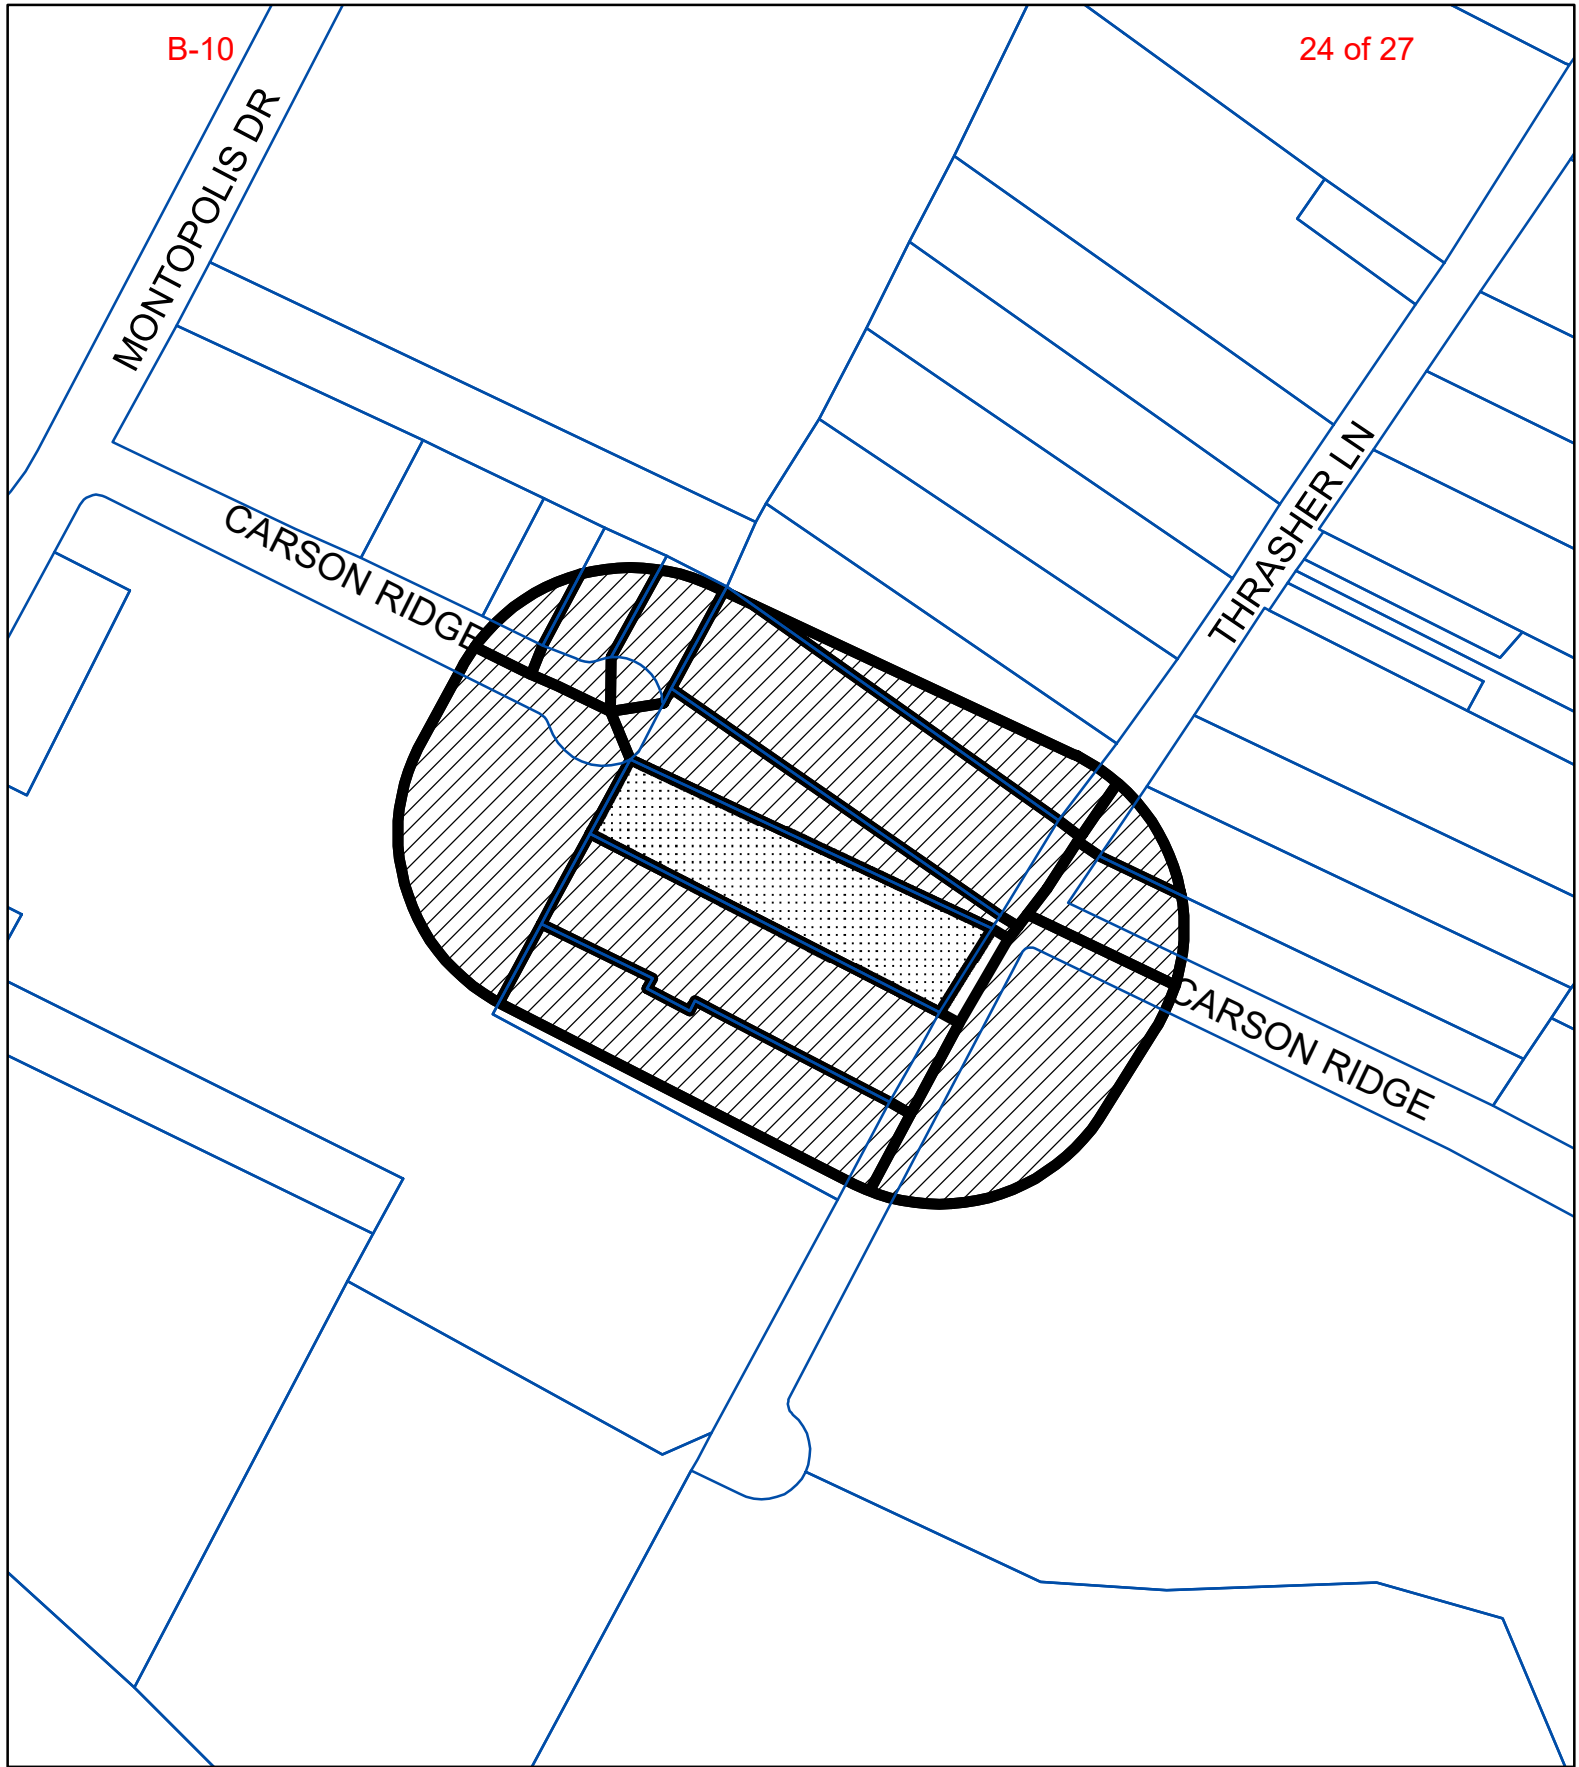 B-10
24 of 27
MONTOPOLIS DR
CARSON RIDGE
THRASHER LN
CARSON RIDGE